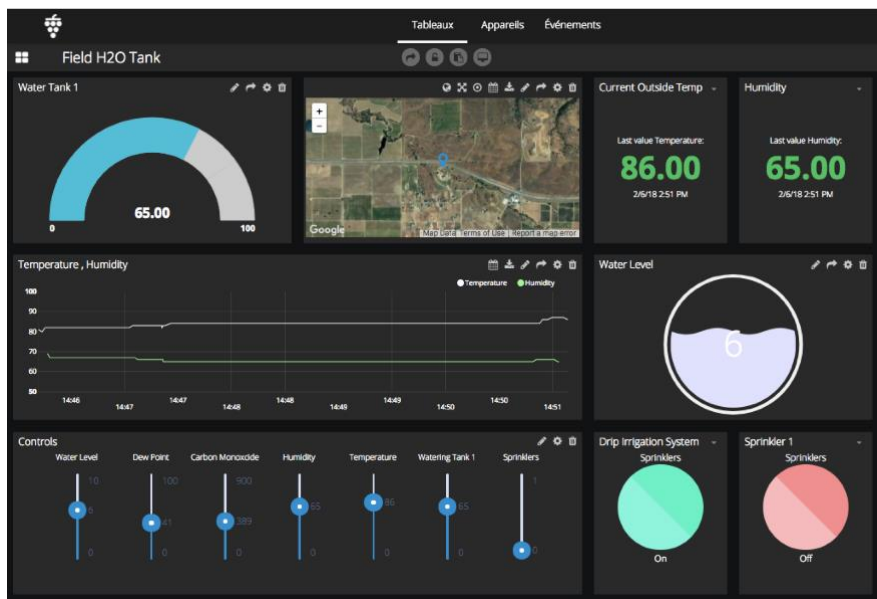 Tableaux Appareils Événements
Field H2O Tank
Water Tank 1
65.00
0 100
+
-
Google
Map Data Terms of Use Report a map error
Current Outside Temp
Last value Temperature:
86.00
2/6/18 2:51 PM
Humidity
Last value Humidity:
65.00
2/6/18 2:51 PM
Temperature , Humidity
Temperature Humidity
100
90
80
70
60
50
14:46 14:47 14:47 14:48 14:48 14:49 14:49 14:50 14:50 14:51
Water Level
6
Controls
Water Level Dew Point Carbon Monoxcide Humidity Temperature Watering Tank 1 Sprinklers
10 100 900 1
6 41 389 65 86 65 0
0 0 0 0 0 0
Drip Irrigation System
Sprinklers
On
Sprinkler 1
Sprinklers
Off